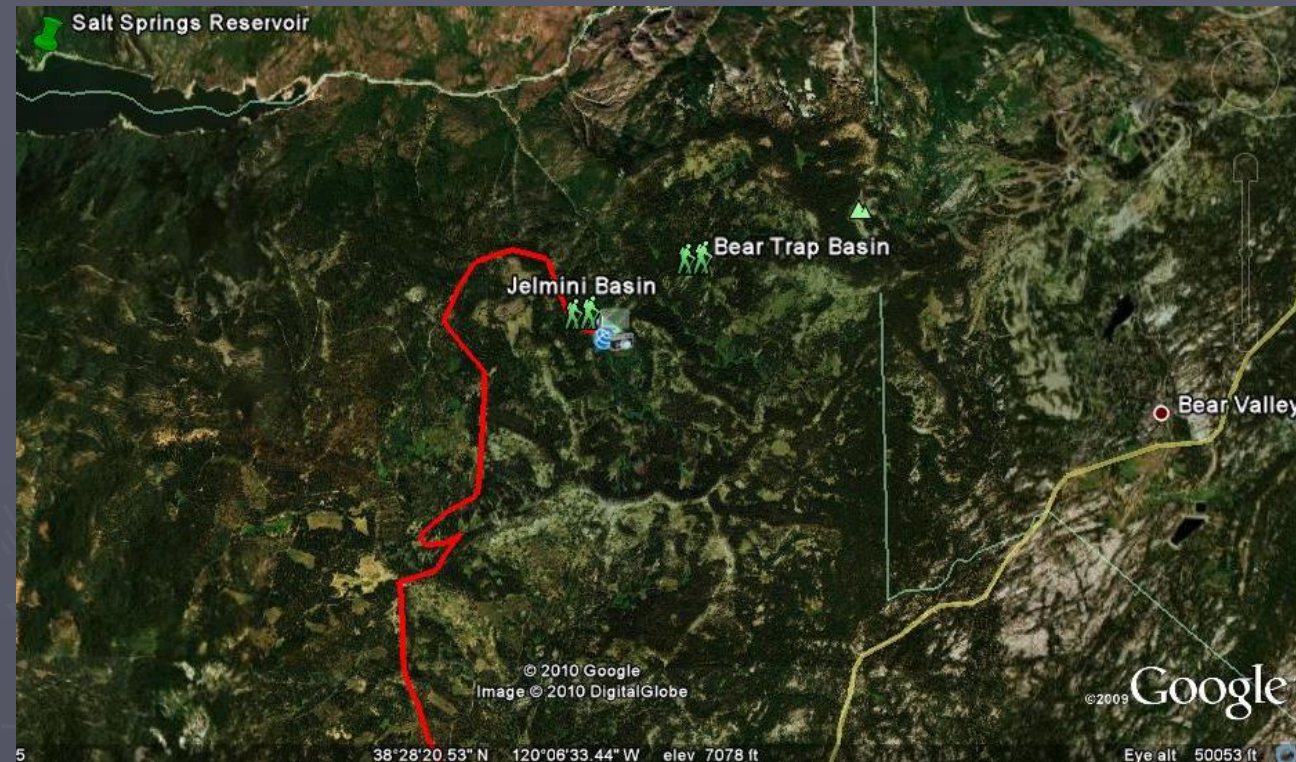 Salt Springs Reservoir
Bear Trap Basin
Jelmini Basin
Bear Valley
© 2010 Google
Image © 2010 DigitalGlobe
©2009 Google
5 38°28'20.53" N 120°06'33.44" W elev 7078 ft Eye alt 50053 ft